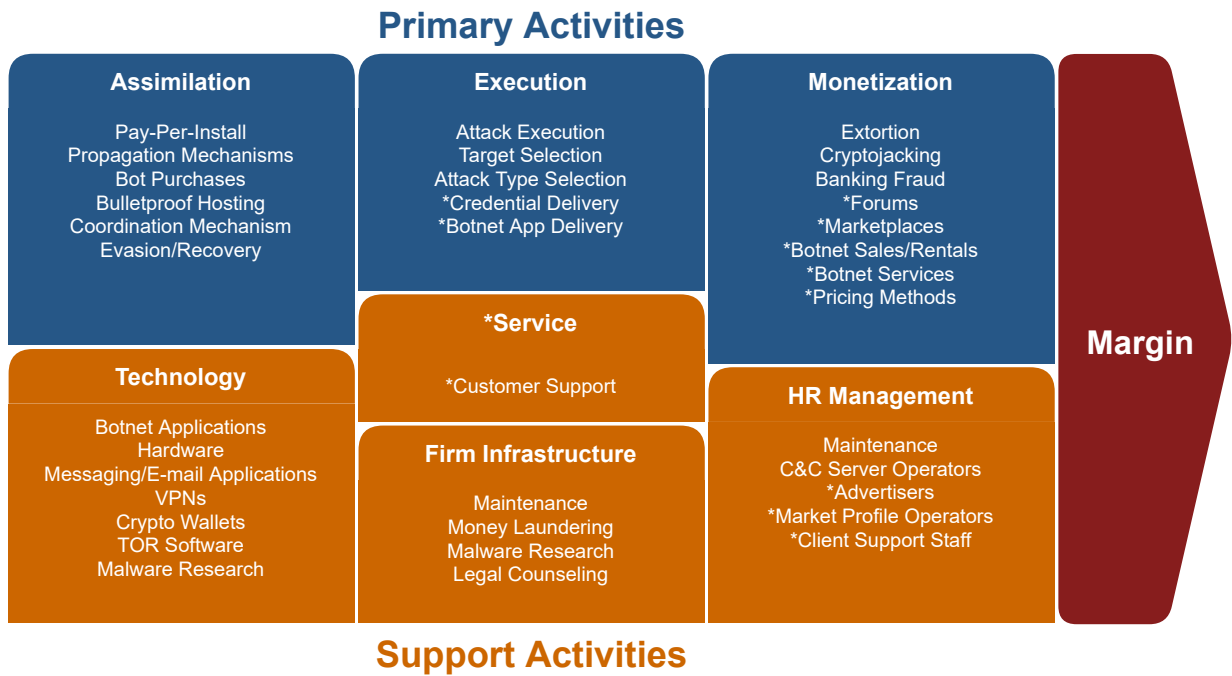 Primary Activities
Assimilation
Pay-Per-Install
Propagation Mechanisms
Bot Purchases
Bulletproof Hosting
Coordination Mechanism
Evasion/Recovery
Execution
Attack Execution
Target Selection
Attack Type Selection
*Credential Delivery
*Botnet App Delivery
Monetization
Extortion
Cryptojacking
Banking Fraud
*Forums
*Marketplaces
*Botnet Sales/Rentals
*Botnet Services
*Pricing Methods
Technology
Botnet Applications
Hardware
Messaging/E-mail Applications
VPNs
Crypto Wallets
TOR Software
Malware Research
*Service
*Customer Support
Firm Infrastructure
Maintenance
Money Laundering
Malware Research
Legal Counseling
HR Management
Maintenance
C&C Server Operators
*Advertisers
*Market Profile Operators
*Client Support Staff
Margin
Support Activities